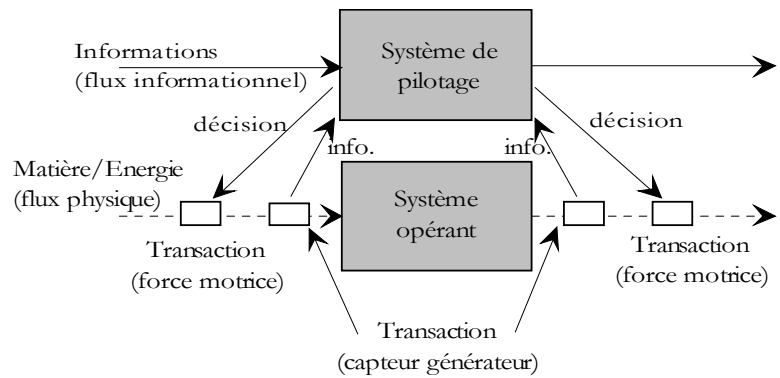 Informations
(flux informationnel)
Système de
pilotage
décision
info.
info.
décision
Matière/Energie
(flux physique)
Système
opérant
Transaction
(force motrice)
Transaction
(force motrice)
Transaction
(capteur générateur)